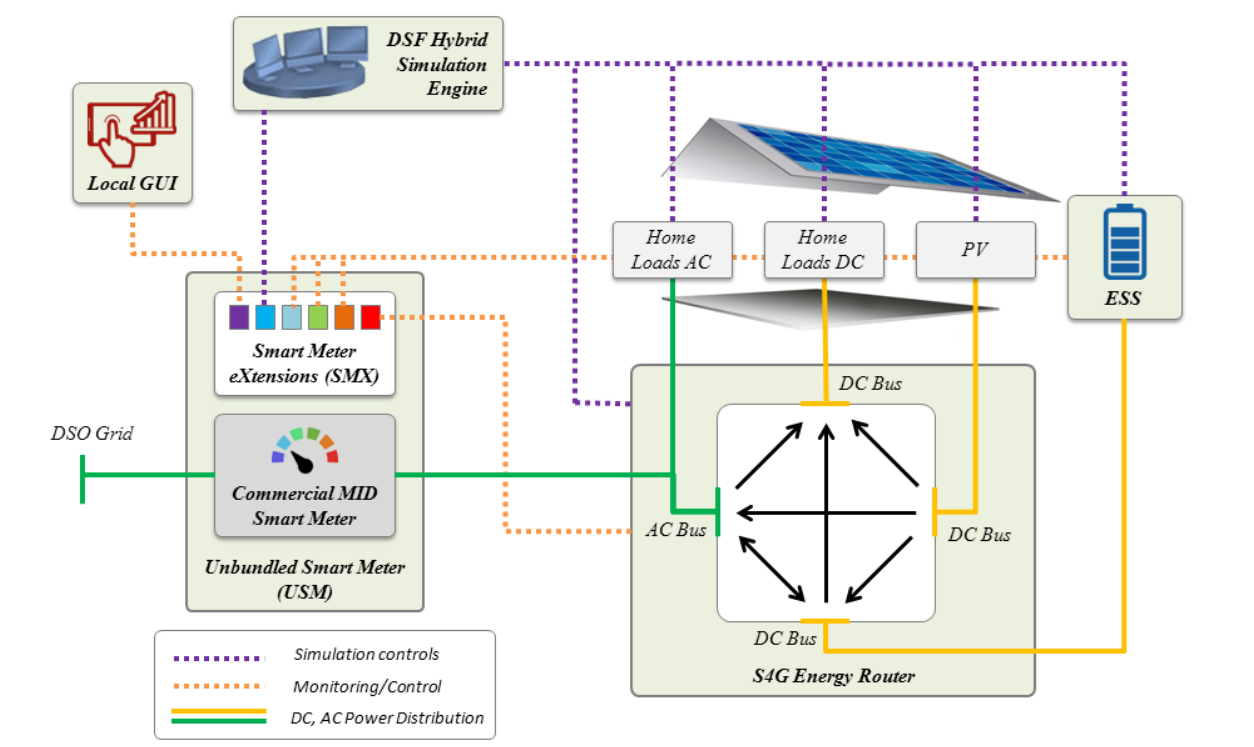 DSF Hybrid
Simulation
Engine
Local GUI
Home
Loads AC
Home
Loads DC
PV
ESS
Smart Meter
eXtensions (SMX)
DC Bus
DSO Grid
Commercial MID
Smart Meter
AC Bus
DC Bus
Unbundled Smart Meter
(USM)
DC Bus
S4G Energy Router
Simulation controls
Monitoring/Control
DC, AC Power Distribution